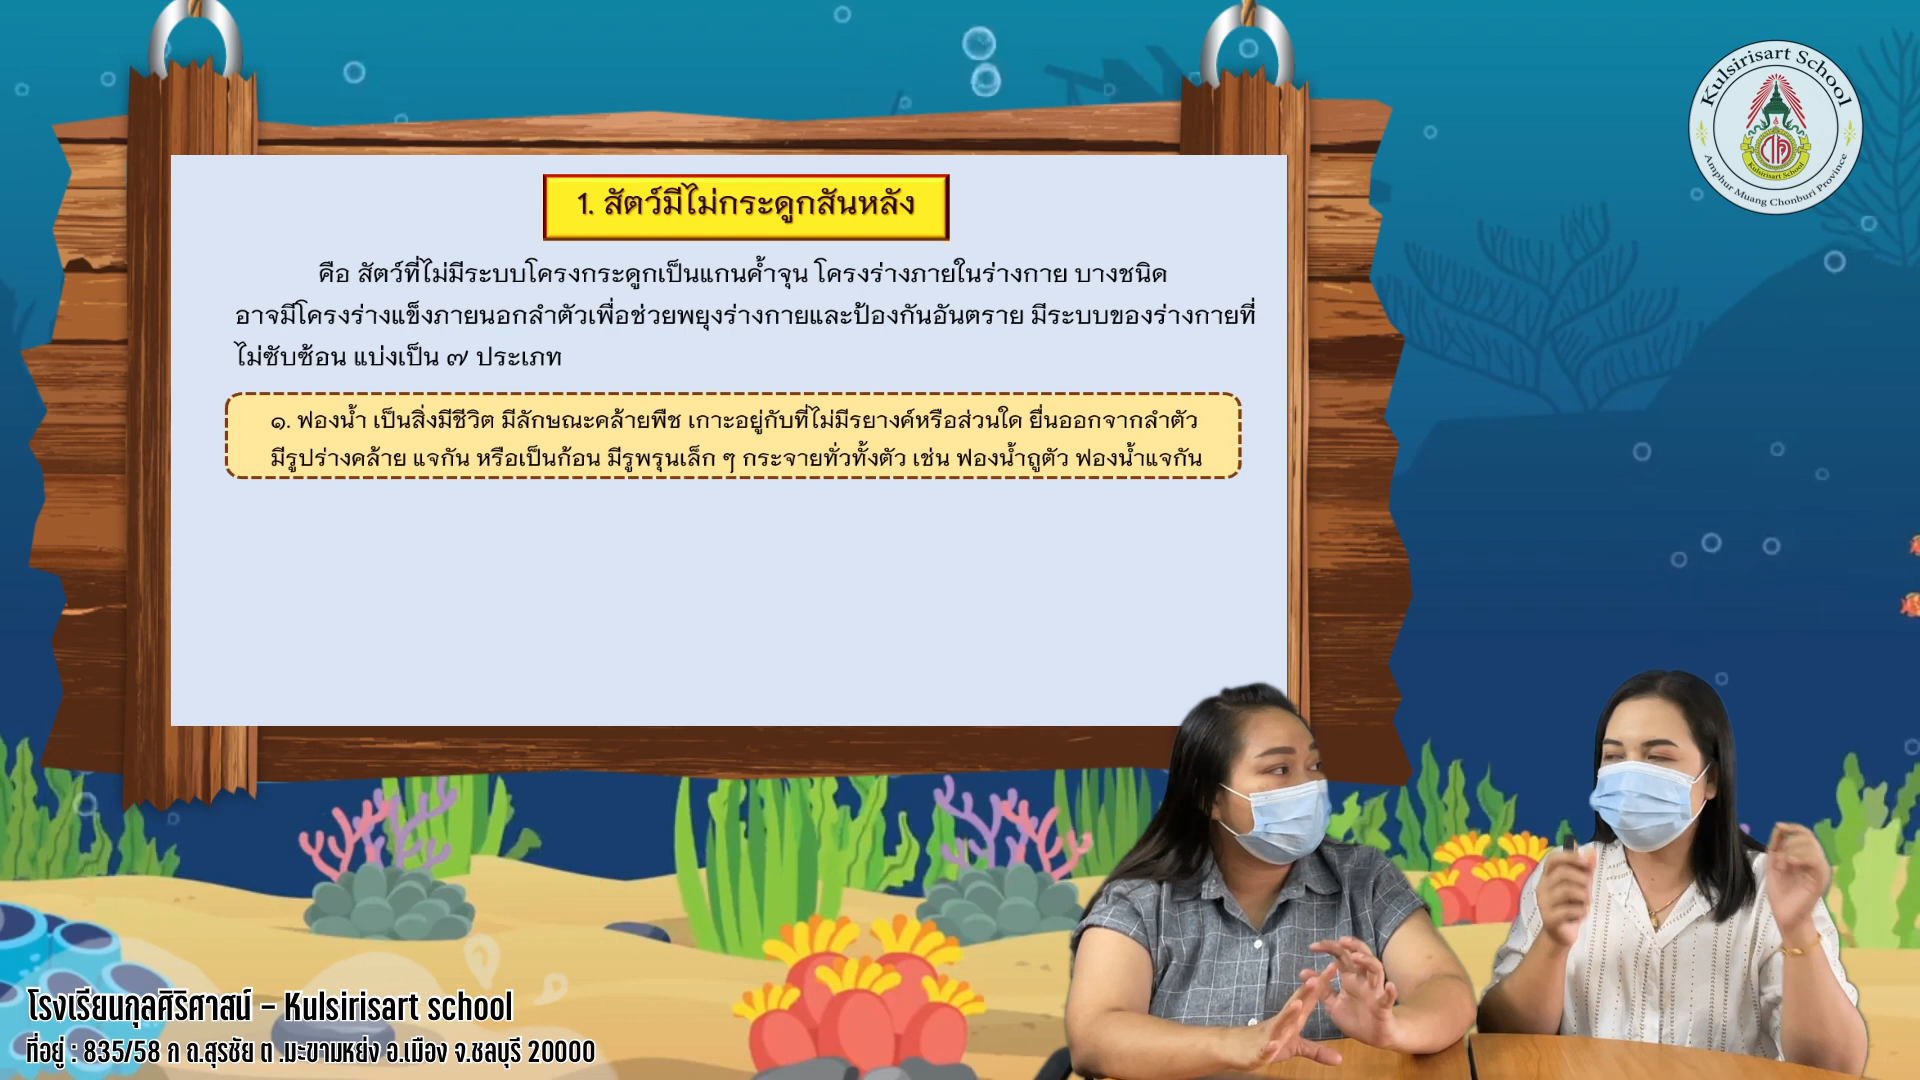 1. สัตว์มีไม่กระดูกสันหลัง
คือ สัตว์ที่ไม่มีระบบโครงกระดูกเป็นแกนค้ำจุน โครงร่างภายในร่างกาย บางชนิด
อาจมีโครงร่างแข็งภายนอกลำตัวเพื่อช่วยพยุงร่างกายและป้องกันอันตราย มีระบบของร่างกายที่
ไม่ซับซ้อน แบ่งเป็น ๗ ประเภท
๑. ฟองน้ำ เป็นสิ่งมีชีวิต มีลักษณะคล้ายพืช เกาะอยู่กับที่ไม่มีรยางค์หรือส่วนใด ยื่นออกจากลำตัว
มีรูปร่างคล้าย แจกัน หรือเป็นก้อน มีรูพรุนเล็ก ๆ กระจายทั่วทั้งตัว เช่น ฟองน้ำถูตัว ฟองน้ำแจกัน
Kulsirisart School
Kulsirisart School
Amphur Muang Chonburi Province
โรงเรียนกุลศิริศาสน์ - Kulsirisart school
ที่อยู่ : 835/58 ก ถ.สุรชัย ต .มะขามหย่ง อ.เมือง จ.ชลบุรี 20000